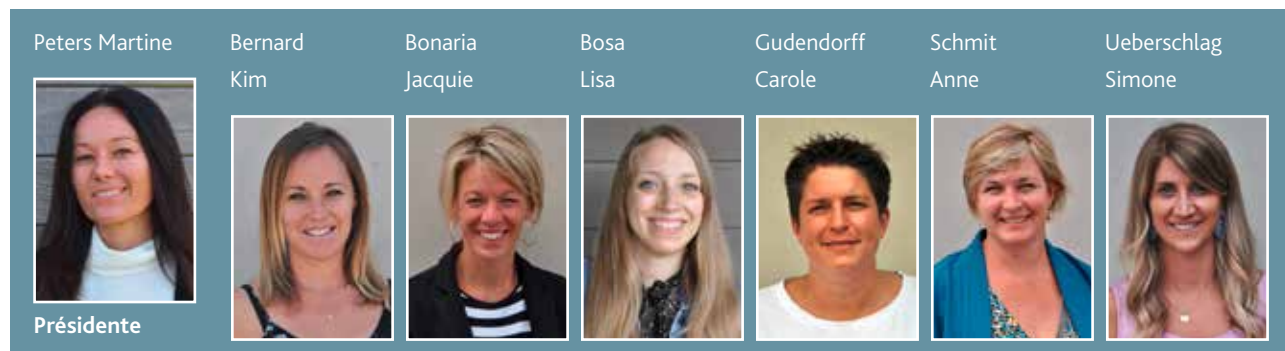 Peters Martine
Présidente
Bernard
Kim
Bonaria
Jacquie
Bosa
Lisa
Gudendorff
Carole
Schmit
Anne
Ueberschlag
Simone